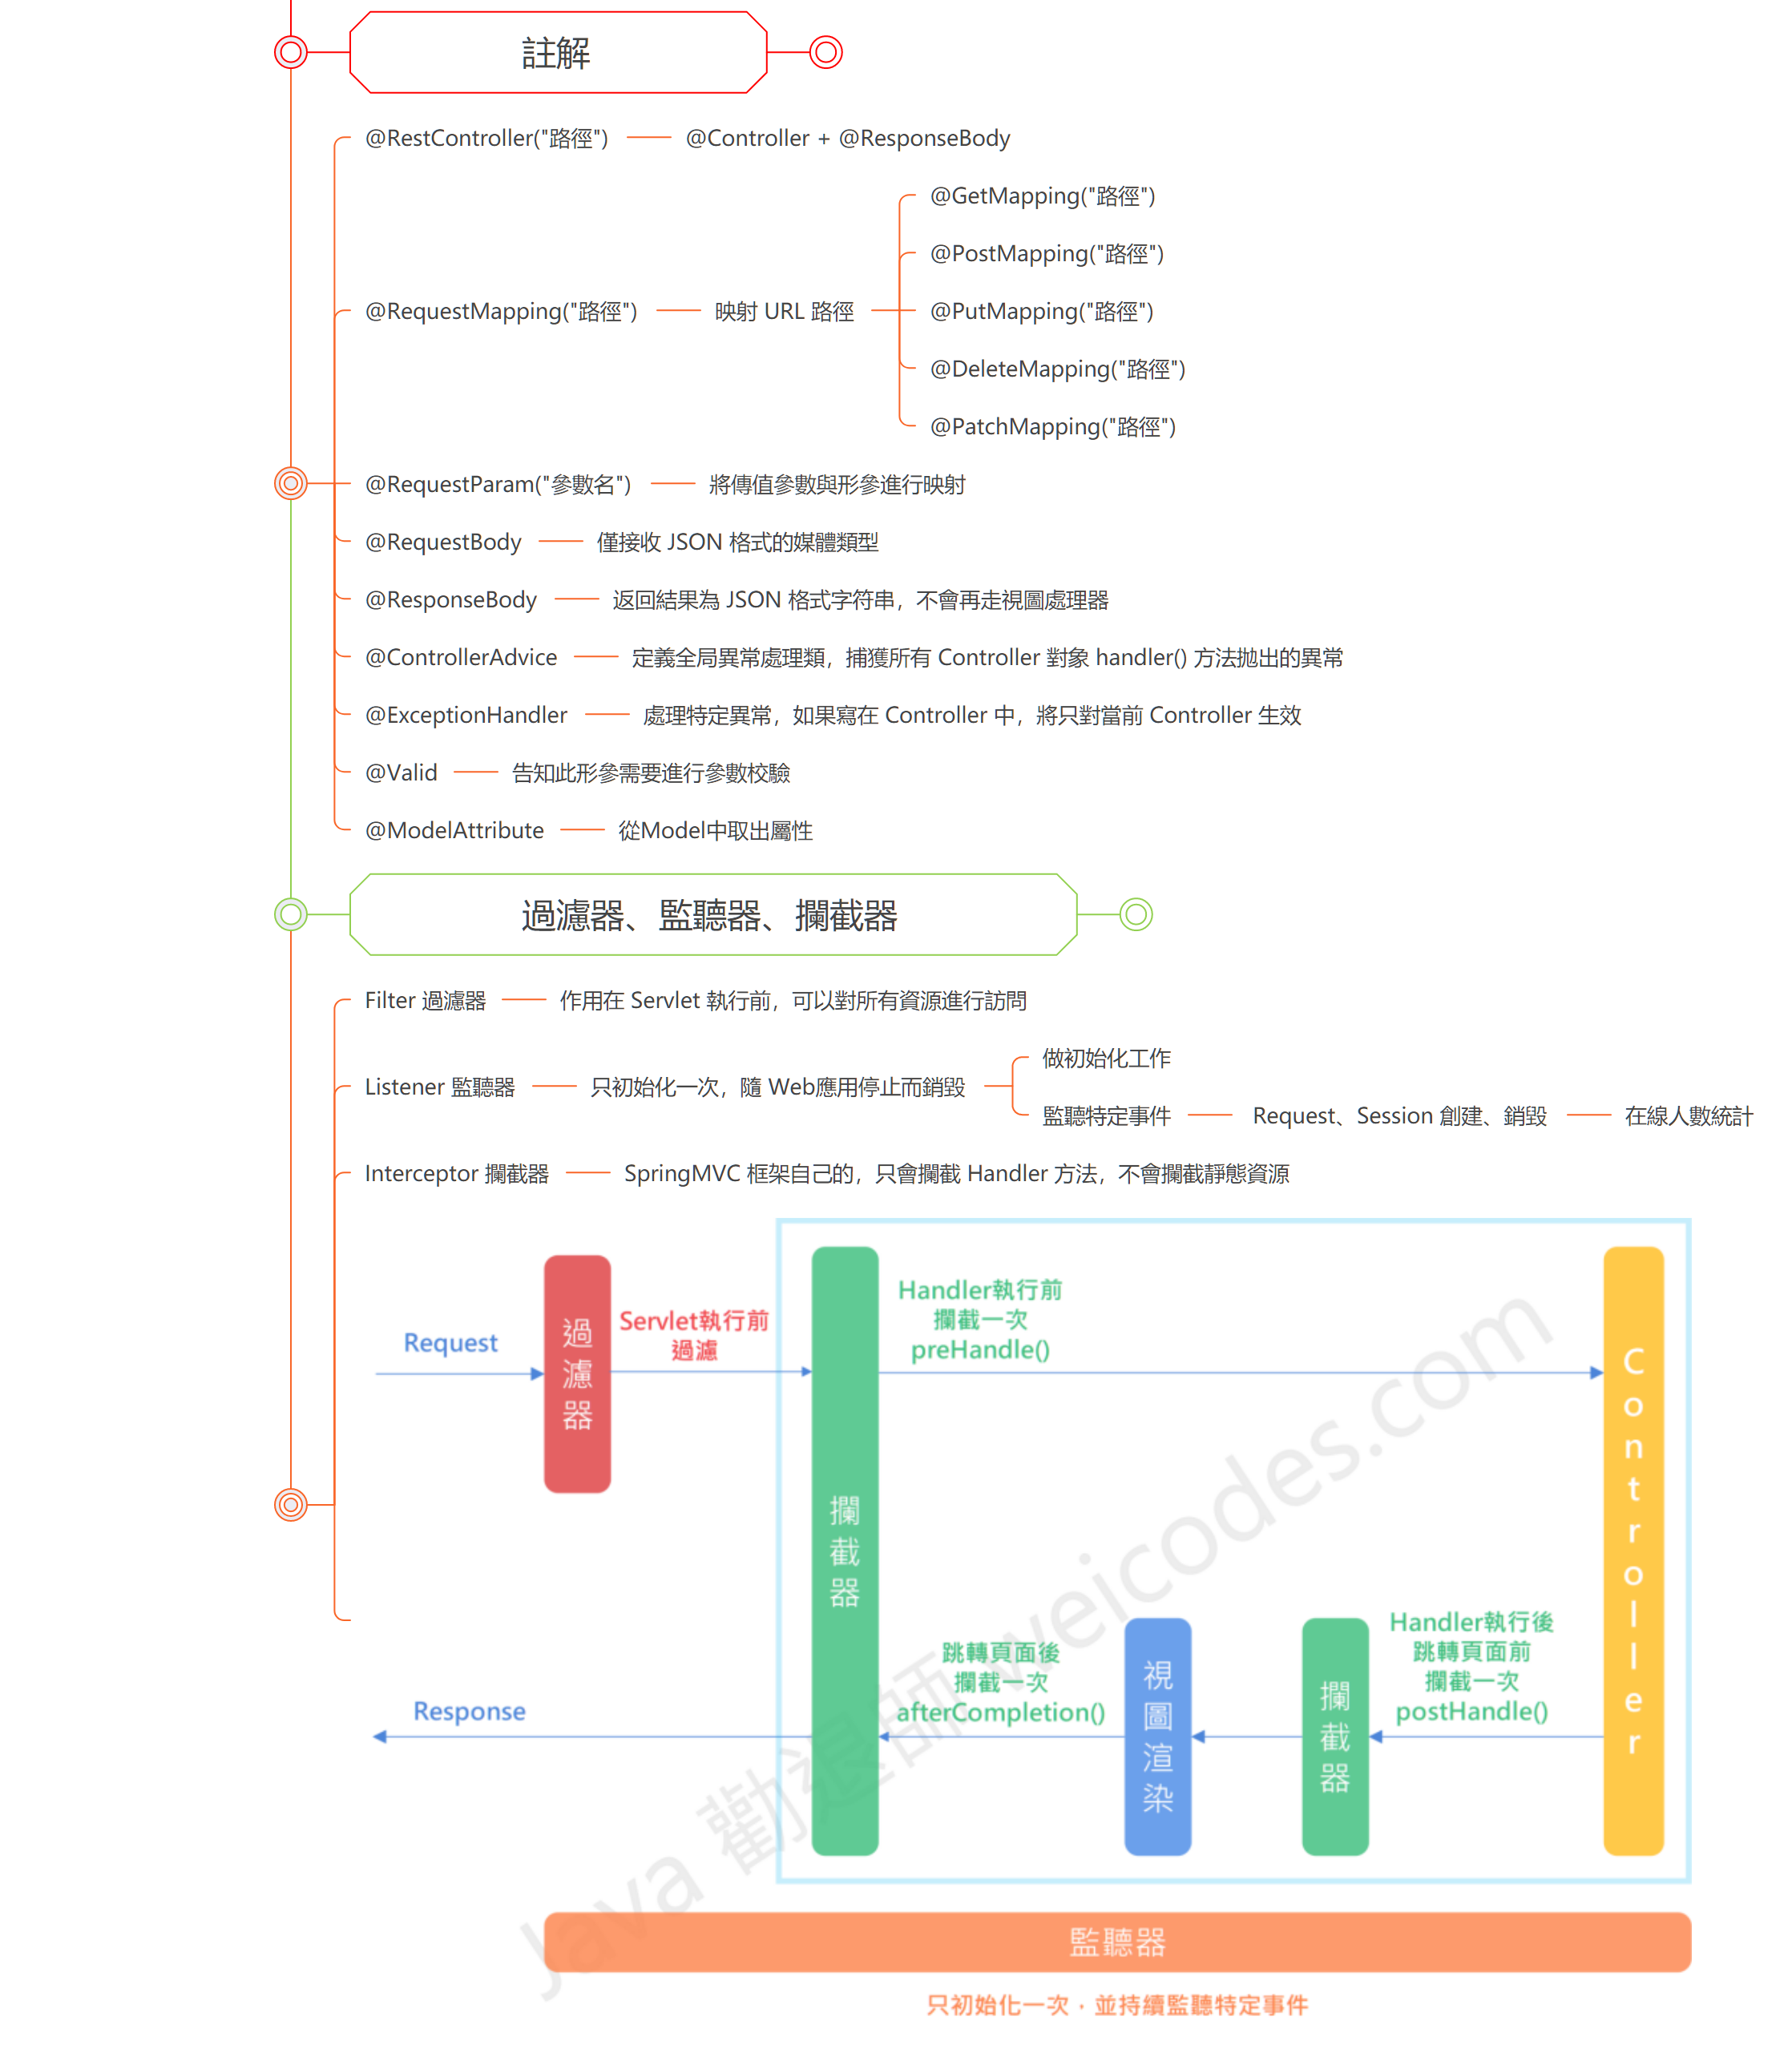 註解
@RestController("路徑") @Controller + @ResponseBody
@GetMapping("路徑")
@PostMapping("路徑")
@RequestMapping("路徑") 映射 URL 路徑 @PutMapping("路徑")
@DeleteMapping("路徑")
@PatchMapping("路徑")
@RequestParam("參數名") 將傳值參數與形參進行映射
@RequestBody 僅接收 JSON 格式的媒體類型
@ResponseBody 返回結果為 JSON 格式字符串，不會再走視圖處理器
@ControllerAdvice 定義全局異常處理類，捕獲所有 Controller 對象 handler() 方法拋出的異常
@ExceptionHandler 處理特定異常，如果寫在 Controller 中，將只對當前 Controller 生效
@Valid 告知此形參需要進行參數校驗
@ModelAttribute 從Model中取出屬性
過濾器、監聽器、攔截器
Filter 過濾器 作用在 Servlet 執行前，可以對所有資源進行訪問
做初始化工作
Listener 監聽器 只初始化一次，隨 Web應用停止而銷毀
監聽特定事件 Request、Session 創建、銷毀 在線人數統計
Interceptor 攔截器 SpringMVC 框架自己的，只會攔截 Handler 方法，不會攔截靜態資源
Request
過濾器
Servlet執行前
過濾
攔截器
Handler執行前
攔截一次
preHandle()
Controller
Handler執行後
跳轉頁面前
攔截一次
postHandle()
攔截器
視圖渲染
跳轉頁面後
攔截一次
afterCompletion()
Response
監聽器
只初始化一次，並持續監聽特定事件
Java 勸退師 weicodes.com